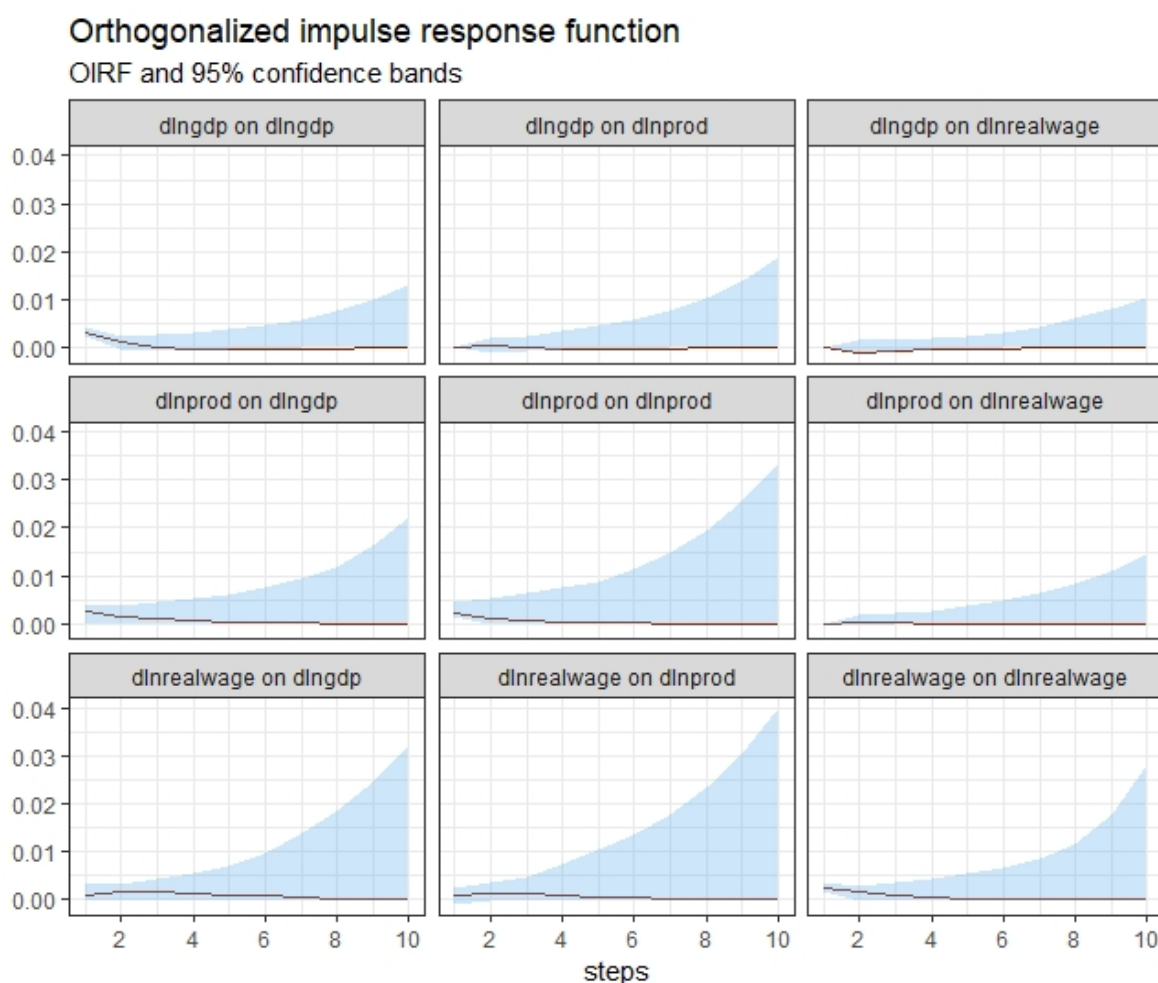 Orthogonalized impulse response function
OIRF and 95% confidence bands
dlngdp on dlngdp
dlngdp on dlnprod
dlngdp on dlnrealwage
0.04
0.03
0.02
0.01
0.00
dlnprod on dlngdp
dlnprod on dlnprod
dlnprod on dlnrealwage
0.04
0.03
0.02
0.01
0.00
dlnrealwage on dlngdp
dlnrealwage on dlnprod
dlnrealwage on dlnrealwage
0.04
0.03
0.02
0.01
0.00
2 4 6 8 10 2 4 6 8 10 2 4 6 8 10
steps